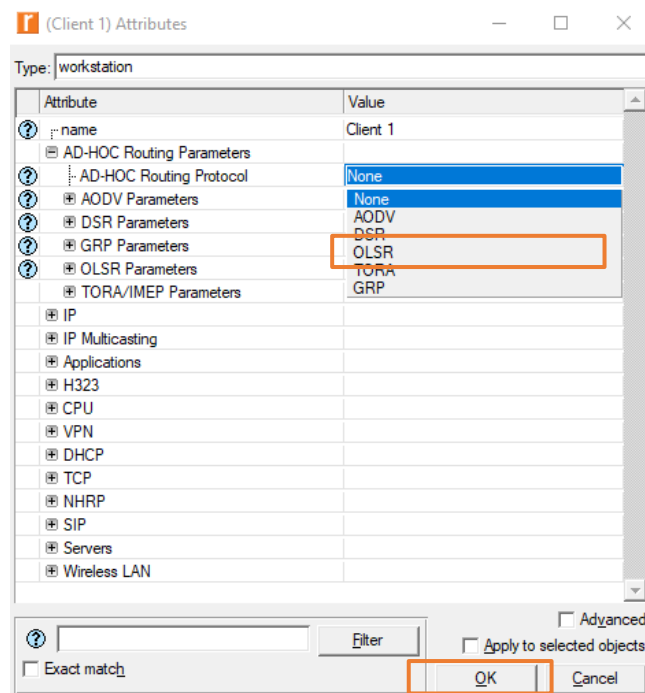 (Client 1) Attributes
Type: workstation
Attribute Value
name Client 1
AD-HOC Routing Parameters
AD-HOC Routing Protocol None
None
AODV Parameters
AODV
DSR Parameters
DSR
GRP Parameters
OLSR
OLSR Parameters
TORA
TORA/IMEP Parameters
GRP
IP
IP Multicasting
Applications
H323
CPU
VPN
DHCP
TCP
NHRP
SIP
Servers
Wireless LAN
Advanced
Filter
Apply to selected objects
Exact match
OK Cancel